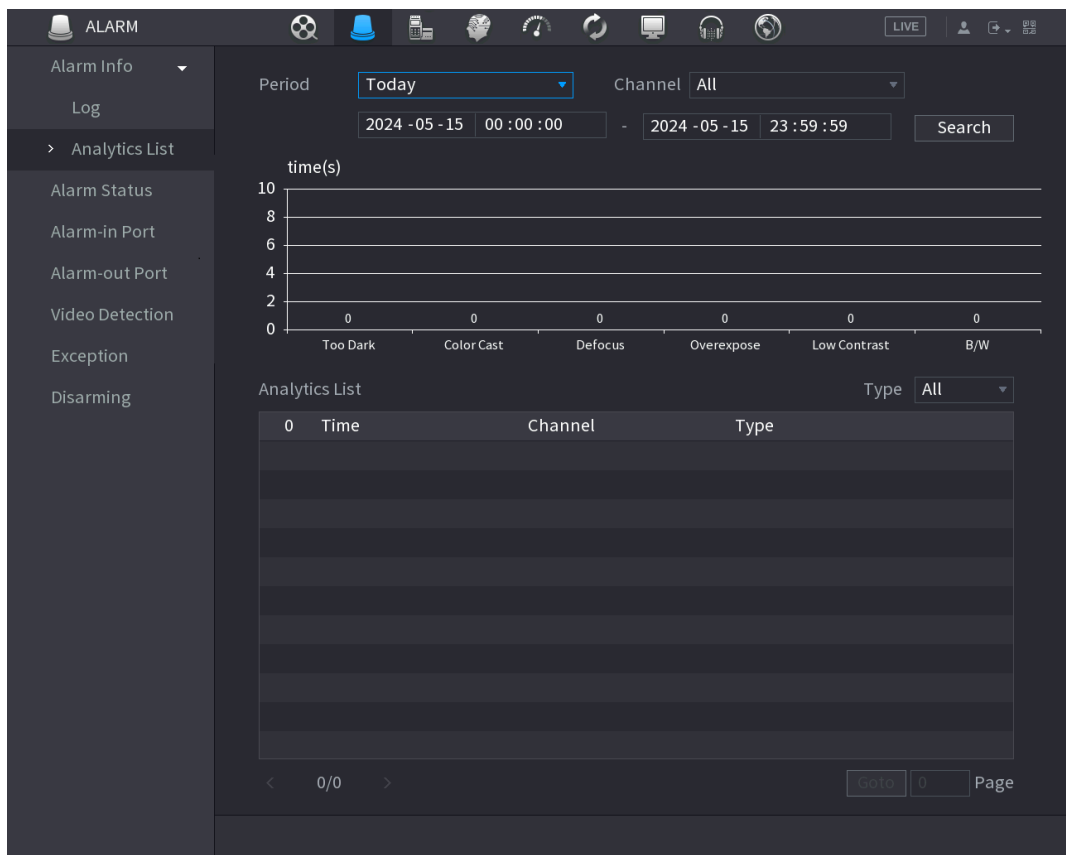 ALARM
LIVE
Alarm Info
Log
Analytics List
Alarm Status
Alarm-in Port
Alarm-out Port
Video Detection
Exception
Disarming
Period Today Channel All
2024 -05 -15 00 :00 :00 - 2024 -05 -15 23 :59 :59 Search
time(s)
10
8
6
4
2
0
0 0 0 0 0 0
Too Dark Color Cast Defocus Overexpose Low Contrast B/W
Analytics List Type All
0 Time Channel Type
< 0/0 > Goto 0 Page